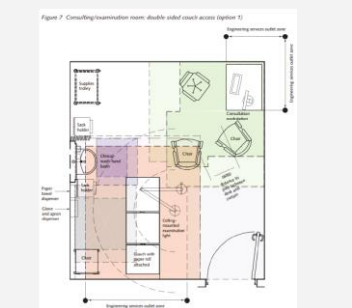 Figure 7 Consulting/examination room: double sided couch access (option 1)
Engineering services outlet zone
Engineering services outlet zone
Supplies
trolley
Consultation
workstation
Sack
holder
Chair
Clinical
wash-hand
basin
Chair
Sack
holder
Paper
towel
dispenser
Glove
and apron
dispenser
Ceiling
mounted
examination
light
Chair
Couch with
paper roll
attached
Engineering services outlet zone